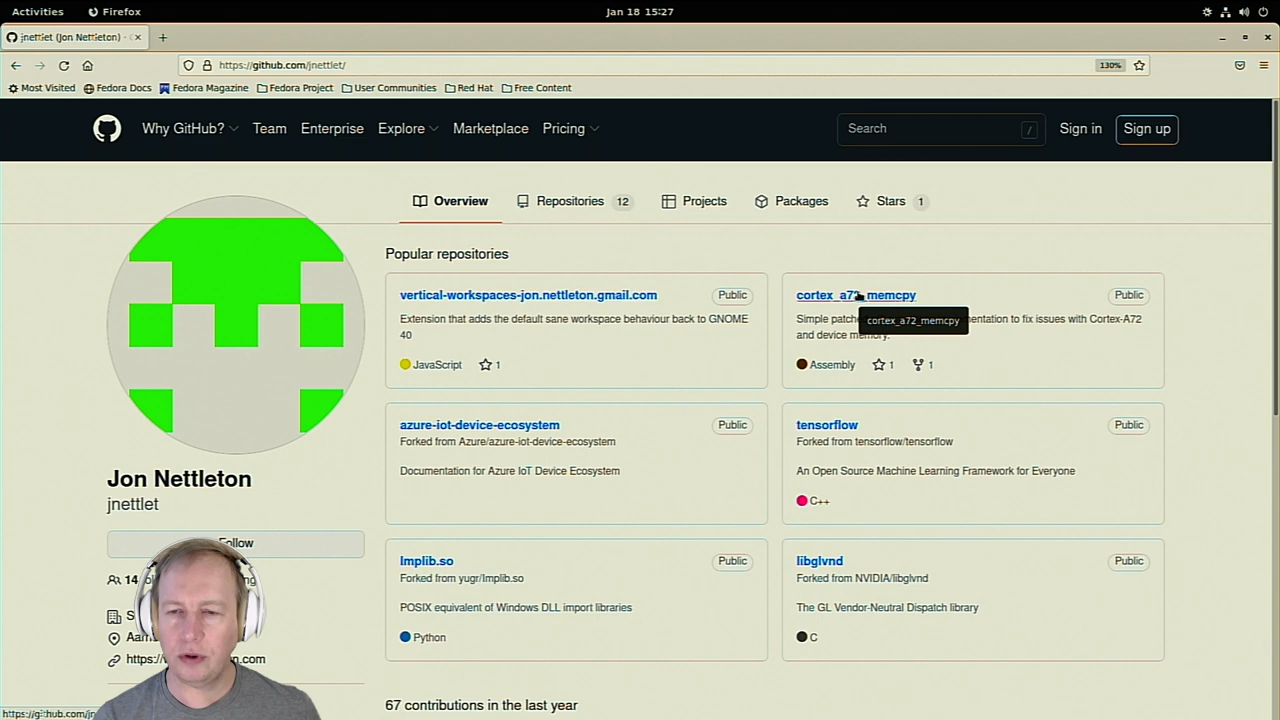 Activities Firefox Jan 18 15:27
jnettlet (Jon Nettleton) ·
https://github.com/jnettlet/ 130%
Most Visited Fedora Docs Fedora Magazine Fedora Project User Communities Red Hat Free Content
Why GitHub? Team Enterprise Explore Marketplace Pricing Search / Sign in Sign up
Overview Repositories 12 Projects Packages Stars 1
Popular repositories
vertical-workspaces-jon.nettleton.gmail.com Public
Extension that adds the default sane workspace behaviour back to GNOME
40
JavaScript 1
cortex_a72_memcpy Public
Simple patche mentation to fix issues with Cortex-A72
cortex_a72_memcpy
and device memory.
Assembly 1 1
azure-iot-device-ecosystem Public
Forked from Azure/azure-iot-device-ecosystem
Documentation for Azure IoT Device Ecosystem
tensorflow Public
Forked from tensorflow/tensorflow
An Open Source Machine Learning Framework for Everyone
C++
Implib.so Public
Forked from yugr/Implib.so
POSIX equivalent of Windows DLL import libraries
Python
libglvnd Public
Forked from NVIDIA/libglvnd
The GL Vendor-Neutral Dispatch library
C
Jon Nettleton
jnettlet
Follow
14
https://
67 contributions in the last year
https://github.com/jn